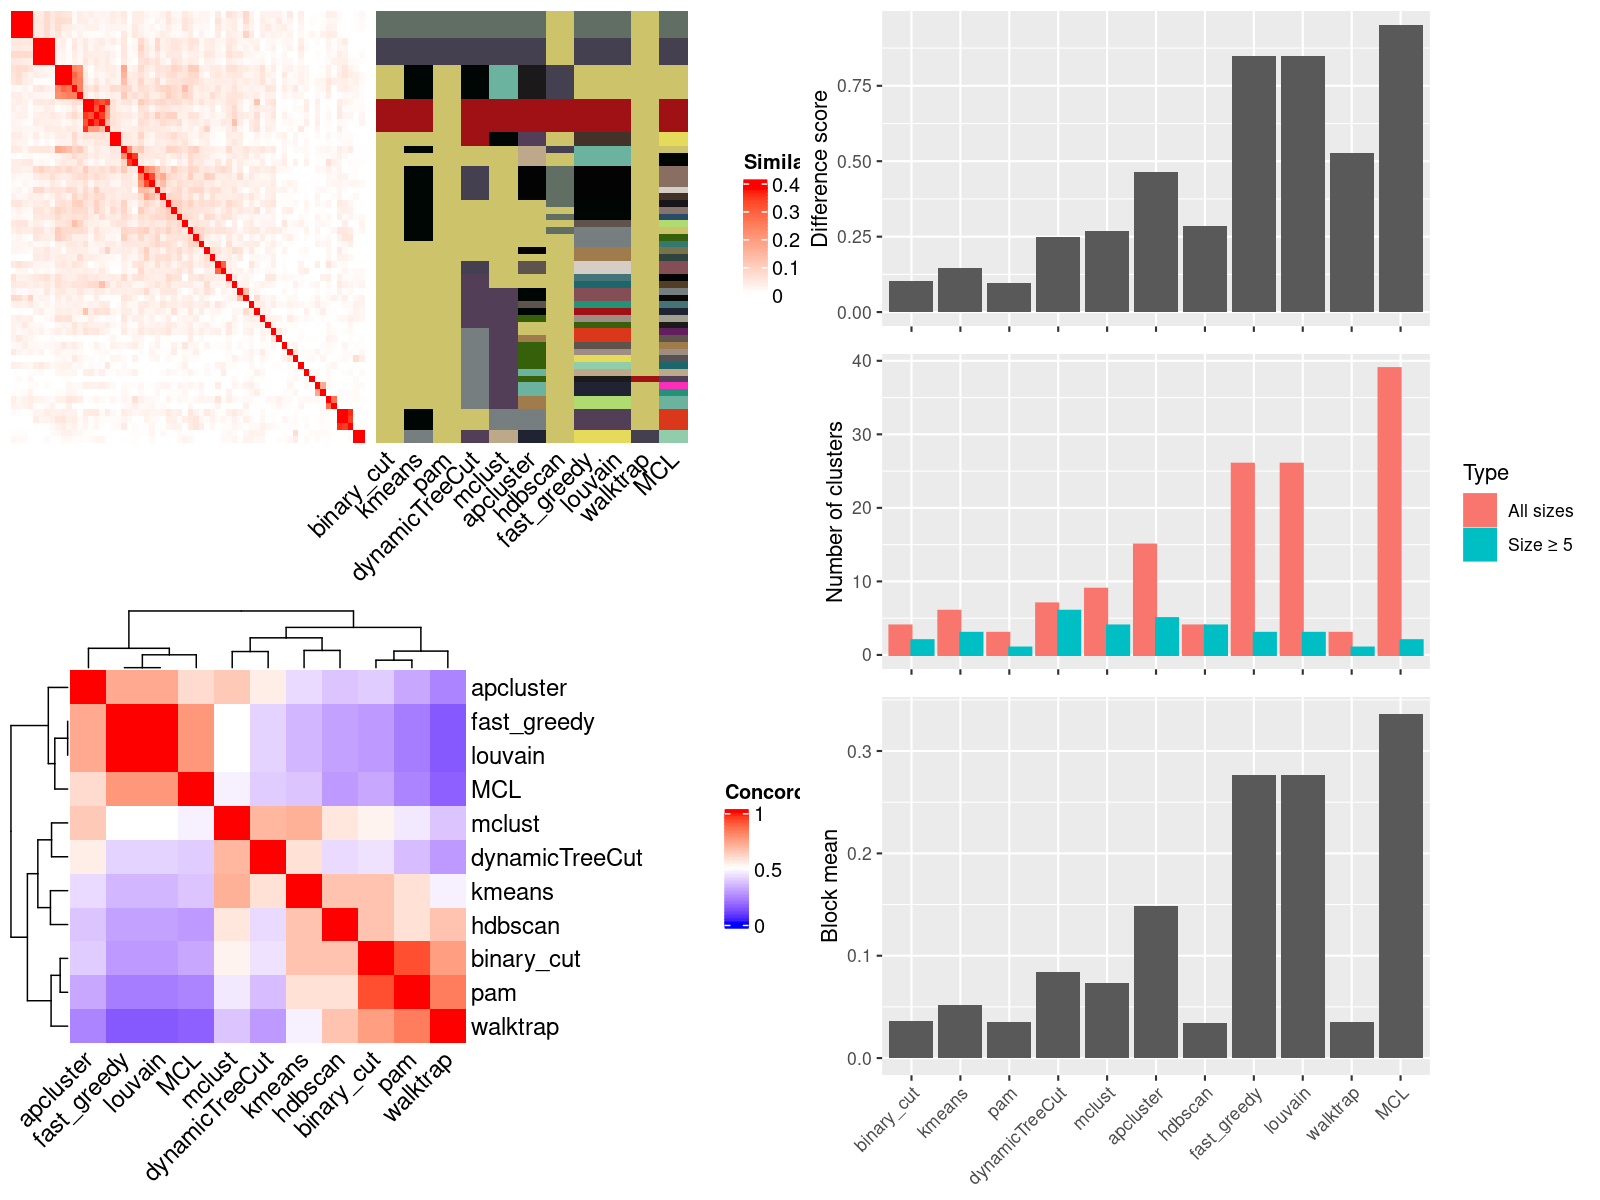 Simila
0.4
0.3
0.2
0.1
0
binary_cut
kmeans
pam
dynamicTreeCut
mclust
apcluster
hdbscan
fast_greedy
louvain
walktrap
MCL
apcluster
fast_greedy
louvain
MCL
mclust
dynamicTreeCut
kmeans
hdbscan
binary_cut
pam
walktrap
Concord
1
0.5
0
apcluster
fast_greedy
louvain
MCL
mclust
dynamicTreeCut
kmeans
hdbscan
binary_cut
pam
walktrap
Difference score
0.75
0.50
0.25
0.00
Number of clusters
40
30
20
10
0
Type
All sizes
Size ≥ 5
Block mean
0.3
0.2
0.1
0.0
binary_cut
kmeans
pam
dynamicTreeCut
mclust
apcluster
hdbscan
fast_greedy
louvain
walktrap
MCL